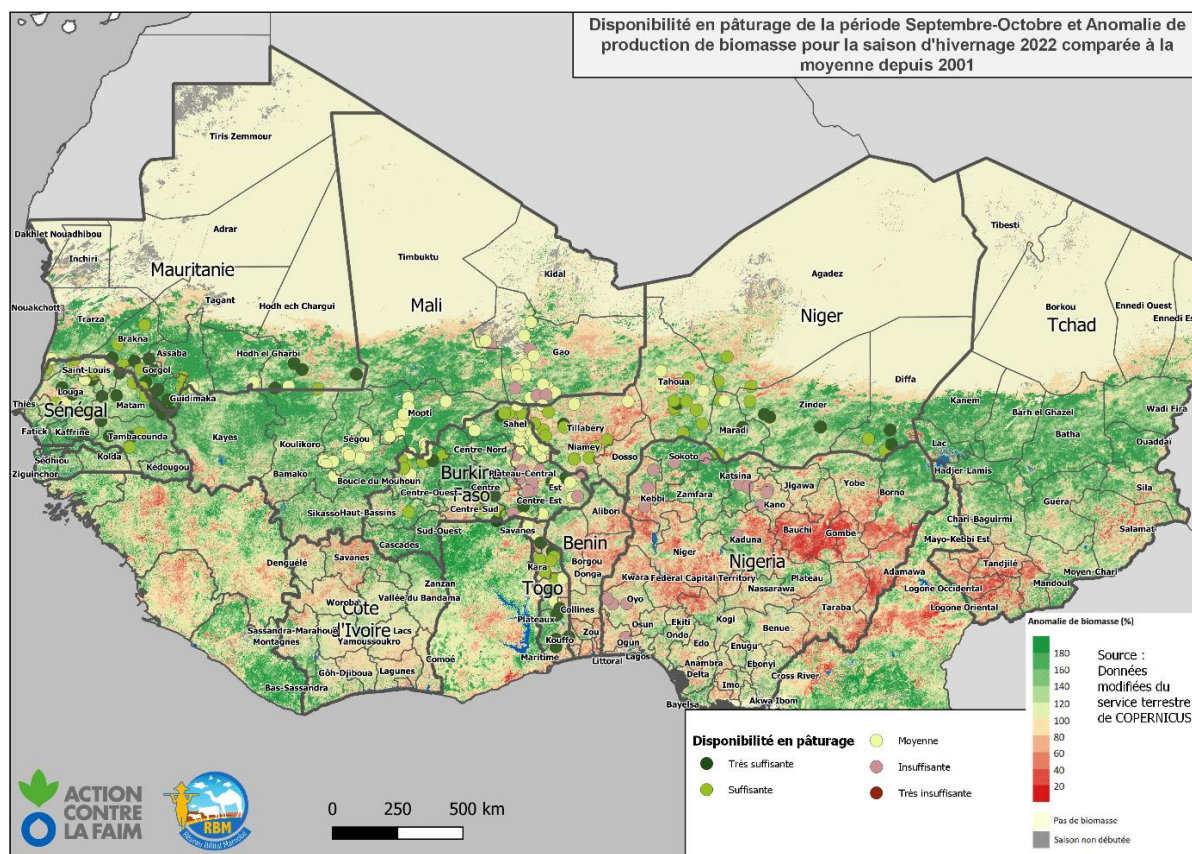 Disponibilité en pâturage de la période Septembre-Octobre et Anomalie de
production de biomasse pour la saison d'hivernage 2022 comparée à la
moyenne depuis 2001
Tiris Zemmour
Tibesti
Dakhlet Nouadhibou
Adrar
Inchiri
Timbuktu
Kidal
Agadez
Mauritanie
Borkou
Ennedi Ouest
Nouakchott
Tagant
Hodh ech Chargui
Mali
Niger
Tchad
Trarza
Brakna
Gao
Assaba
Hodh el Gharbi
Saint-Louis
Gorgol
Tahoua
Diffa
Louga
Guidimaka
Zinder
Kanem
Barh el Ghazel
Wadi Fira
Thiès
Sénégal
Matam
Mopti
Sahel
Tillabéry
Maradi
Batha
Fatick
Kaffrine
Tambacounda
Kayes
Koulikoro
Ségou
Centre-Nord
Niamey
Dosso
Sokoto
Lac
Ouaddaï
Sédhiou
Kolda
Hadjer-Lamis
Ziguinchor
Kédougou
Bamako
Boucle du Mouhoun
Burkina
Faso
Plateau-Central
Centre
Est
Katsina
Kebbi
Zamfara
Jigawa
Yobe
Borno
Kano
Sila
Guéra
Centre-Ouest
Centre-Est
Centre-Sud
Sikasso
Haut-Bassins
Alibori
Chari-Baguirmi
Salamat
Sud-Ouest
Savanes
Kaduna
Bauchi
Gombe
Mayo-Kebbi Est
Cascades
Benin
Niger
Nigeria
Denguélé
Savanes
Kara
Borgou
Donga
Adamawa
Tandjilé
Moyen-Chari
Mandoul
Zanzan
Togo
Kwara
Federal Capital Territory
Plateau
Nassarawa
Logone Occidental
Logone Oriental
Woroba
Vallée du Bandama
Collines
Oyo
Taraba
Côte
d'Ivoire
Plateaux
Kogi
Ekiti
Benue
Sassandra-Marahoué
Lacs
Osun
Ondo
Montagnes
Yamoussoukro
Kouffo
Zou
Edo
Enugu
Comoé
Maritime
Ogun
Ebonyi
Gôh-Djiboua
Lagunes
Littoral
Lagos
Anambra
Delta
Cross River
Imo
Bas-Sassandra
Bayelsa
Akwa-Ibom
Anomalie de biomasse (%)
180
160
140
120
100
80
60
40
20
Pas de biomasse
Saison non débutée
Source :
Données
modifiées du
service terrestre
de COPERNICUS
Disponibilité en pâturage
Très suffisante
Suffisante
Moyenne
Insuffisante
Très insuffisante
ACTION
CONTRE
LA FAIM
RBM
Réseau Billital Maroobé
0 250 500 km